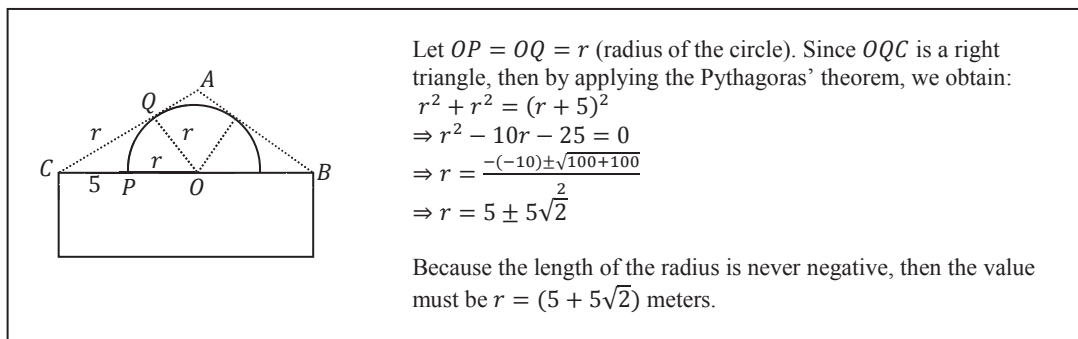 A
Q
r
r
r
C
5
P
O
B
Let 𝑂𝑃 = 𝑂𝑄 = 𝑟 (radius of the circle). Since 𝑂𝑄𝐶 is a right
triangle, then by applying the Pythagoras’ theorem, we obtain:
𝑟² + 𝑟² = (𝑟 + 5)²
⇒ 𝑟² − 10𝑟 − 25 = 0
⇒ 𝑟 = (−(−10)±√(100+100))/2
⇒ 𝑟 = 5 ± 5√2
Because the length of the radius is never negative, then the value
must be 𝑟 = (5 + 5√2) meters.